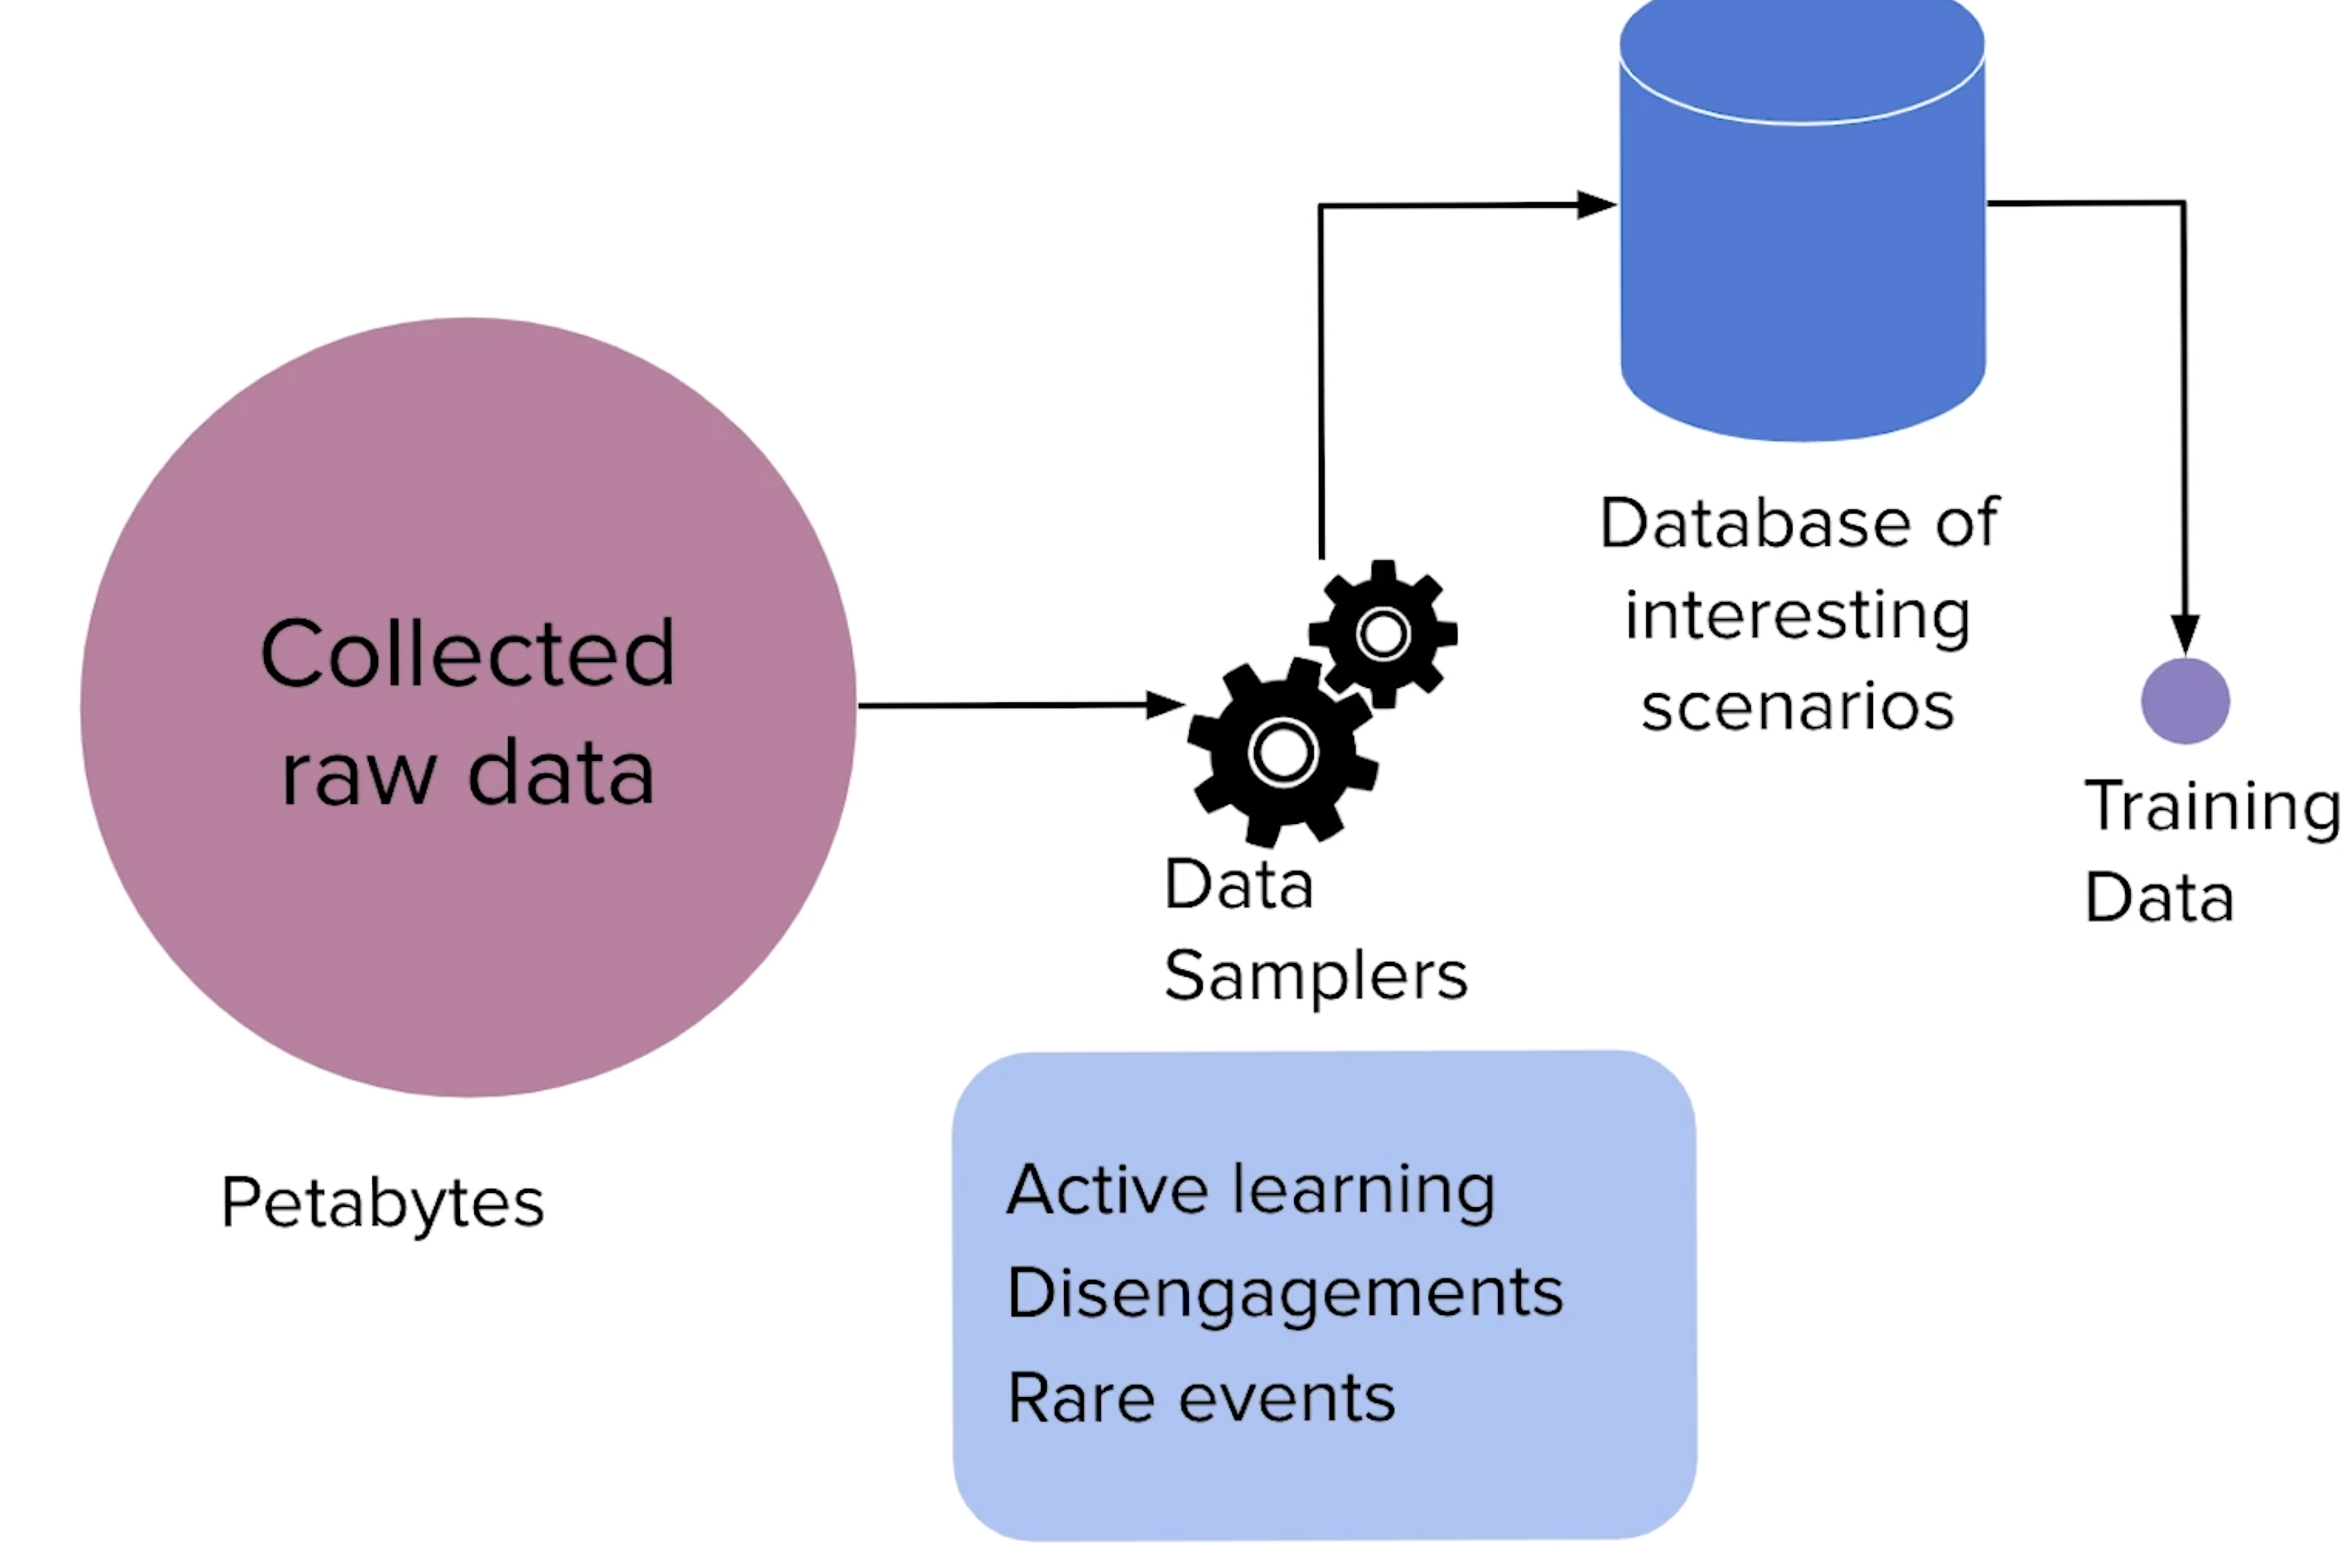 Collected
raw data
Petabytes
Data
Samplers
Active learning
Disengagements
Rare events
Database of
interesting
scenarios
Training
Data